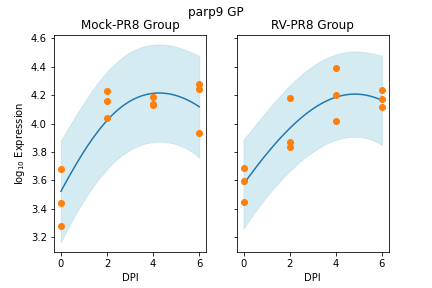 parp9 GP
Mock-PR8 Group
RV-PR8 Group
log₁₀ Expression
4.6
4.4
4.2
4.0
3.8
3.6
3.4
3.2
0 2 4 6
0 2 4 6
DPI
DPI